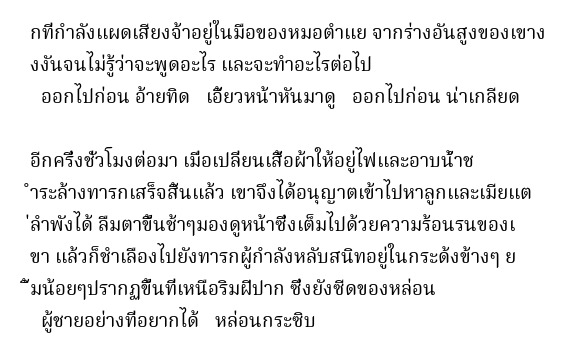 กที่กำลังแผดเสียงจ้าอยู่ในมือของหมอตำแย จากร่างอันสูงของเขาง
งงันจนไม่รู้ว่าจะพูดอะไร และจะทำอะไรต่อไป
ออกไปก่อน อ้ายทิด เอี้ยวหน้าหันมาดู ออกไปก่อน น่าเกลียด
อีกครึ่งชั่วโมงต่อมา เมื่อเปลี่ยนเสื้อผ้าให้อยู่ไฟและอาบน้ำช
ำระล้างทารกเสร็จสิ้นแล้ว เขาจึงได้อนุญาตเข้าไปหาลูกและเมียแต
่ลำพังได้ ลืมตาขึ้นช้าๆมองดูหน้าซึ่งเต็มไปด้วยความร้อนรนของเ
ขา แล้วก็ชำเลืองไปยังทารกผู้กำลังหลับสนิทอยู่ในกระด้งข้างๆ ย
ิ้มน้อยๆปรากฏขึ้นที่เหนือริมฝีปาก ซึ่งยังซีดของหล่อน
ผู้ชายอย่างที่อยากได้ หล่อนกระซิบ